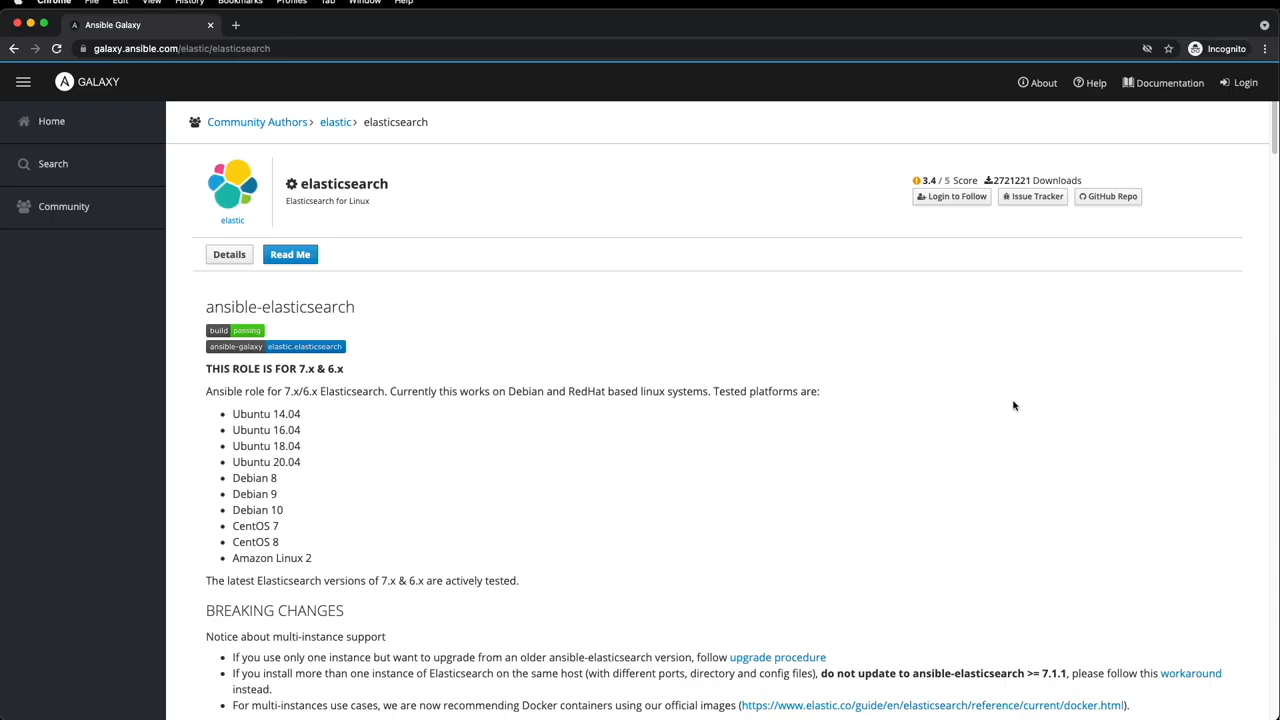 Chrome File Edit View History Bookmarks Profiles Tab Window Help
Ansible Galaxy
galaxy.ansible.com/elastic/elasticsearch
Incognito
GALAXY
About
Help
Documentation
Login
Home
Search
Community
Community Authors> elastic> elasticsearch
elastic
elasticsearch
Elasticsearch for Linux
3.4 / 5 Score 2721221 Downloads
Login to Follow
Issue Tracker
GitHub Repo
Details
Read Me
ansible-elasticsearch
build passing
ansible-galaxy elastic.elasticsearch
THIS ROLE IS FOR 7.x & 6.x
Ansible role for 7.x/6.x Elasticsearch. Currently this works on Debian and RedHat based linux systems. Tested platforms are:
• Ubuntu 14.04
• Ubuntu 16.04
• Ubuntu 18.04
• Ubuntu 20.04
• Debian 8
• Debian 9
• Debian 10
• CentOS 7
• CentOS 8
• Amazon Linux 2
The latest Elasticsearch versions of 7.x & 6.x are actively tested.
BREAKING CHANGES
Notice about multi-instance support
• If you use only one instance but want to upgrade from an older ansible-elasticsearch version, follow upgrade procedure
• If you install more than one instance of Elasticsearch on the same host (with different ports, directory and config files), do not update to ansible-elasticsearch >= 7.1.1, please follow this workaround
instead.
• For multi-instances use cases, we are now recommending Docker containers using our official images (https://www.elastic.co/guide/en/elasticsearch/reference/current/docker.html).